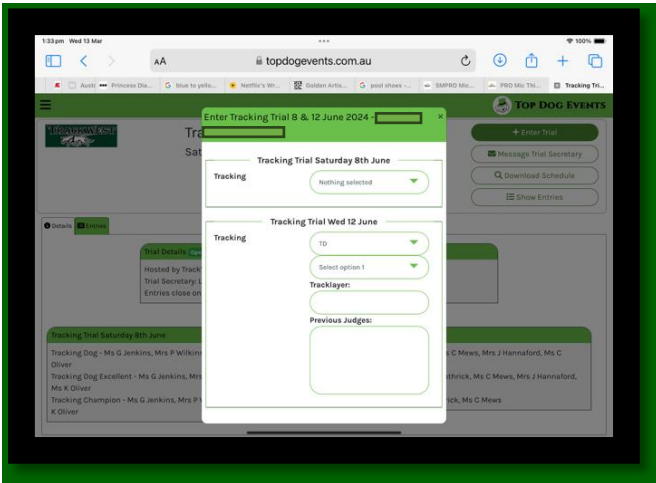 1:33 pm Wed 13 Mar
100%
AA
topdogevents.com.au
Princess Dia...
G blue to yello...
Netflix's Wr...
Golden Artis...
G pool shoes -...
SMPRO Mic...
PRO Mic Thi...
Tracking Tri...
TOP DOG EVENTS
Enter Tracking Trial 8 & 12 June 2024 -
×
TRACKWEST
Tra
Sat
+ Enter Trial
Message Trial Secretary
Download Schedule
Show Entries
Tracking Trial Saturday 8th June
Tracking
Nothing selected
Details
Entries
Tracking Trial Wed 12 June
Tracking
TD
Select option 1
Tracklayer:
Previous Judges:
Trial Details
Hosted by Track
Trial Secretary: L
Entries close on
Tracking Trial Saturday 8th June
Tracking Dog - Ms G Jenkins, Mrs P Wilkin
s C Mews, Mrs J Hannaford, Ms C
Oliver
Tracking Dog Excellent - Ms G Jenkins, Mrs
thrick, Ms C Mews, Mrs J Hannaford,
Ms K Oliver
Tracking Champion - Ms G Jenkins, Mrs P
rick, Ms C Mews
K Oliver